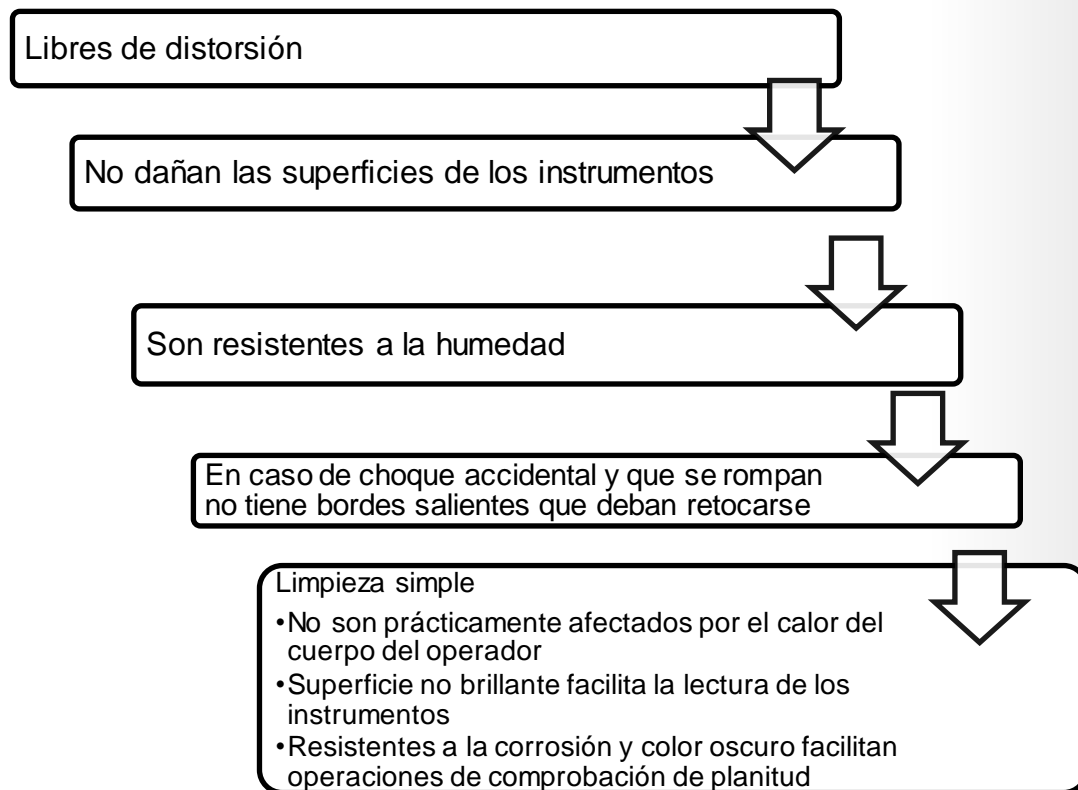 Libres de distorsión
No dañan las superficies de los instrumentos
Son resistentes a la humedad
En caso de choque accidental y que se rompan
no tiene bordes salientes que deban retocarse
Limpieza simple
•No son prácticamente afectados por el calor del
cuerpo del operador
•Superficie no brillante facilita la lectura de los
instrumentos
•Resistentes a la corrosión y color oscuro facilitan
operaciones de comprobación de planitud